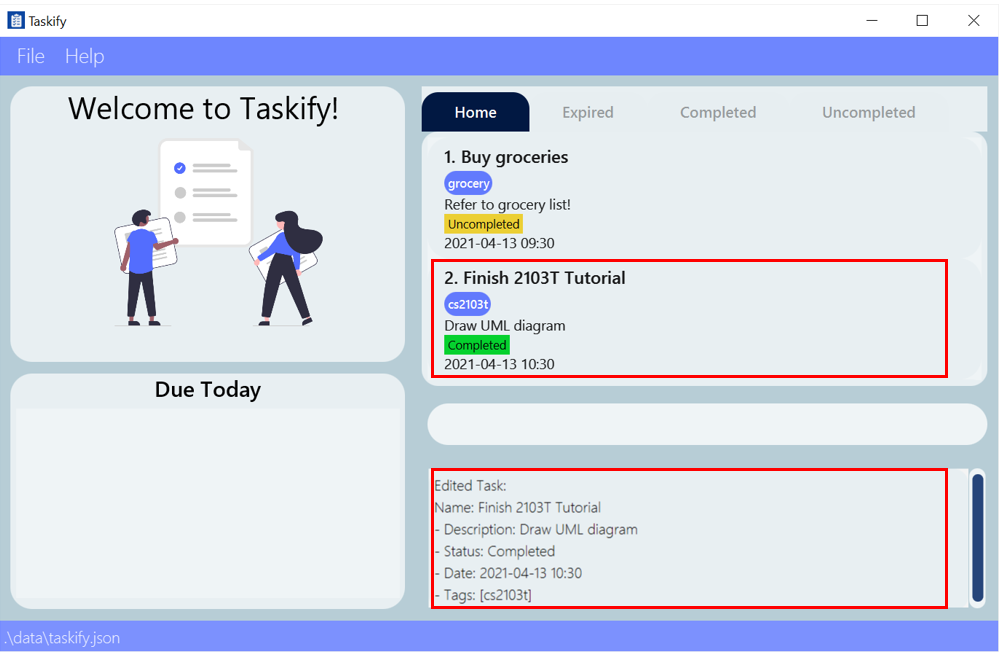 Taskify
File Help
Welcome to Taskify!
Due Today
Home Expired Completed Uncompleted
1. Buy groceries
grocery
Refer to grocery list!
Uncompleted
2021-04-13 09:30
2. Finish 2103T Tutorial
cs2103t
Draw UML diagram
Completed
2021-04-13 10:30
Edited Task:
Name: Finish 2103T Tutorial
- Description: Draw UML diagram
- Status: Completed
- Date: 2021-04-13 10:30
- Tags: [cs2103t]
.\data\taskify.json